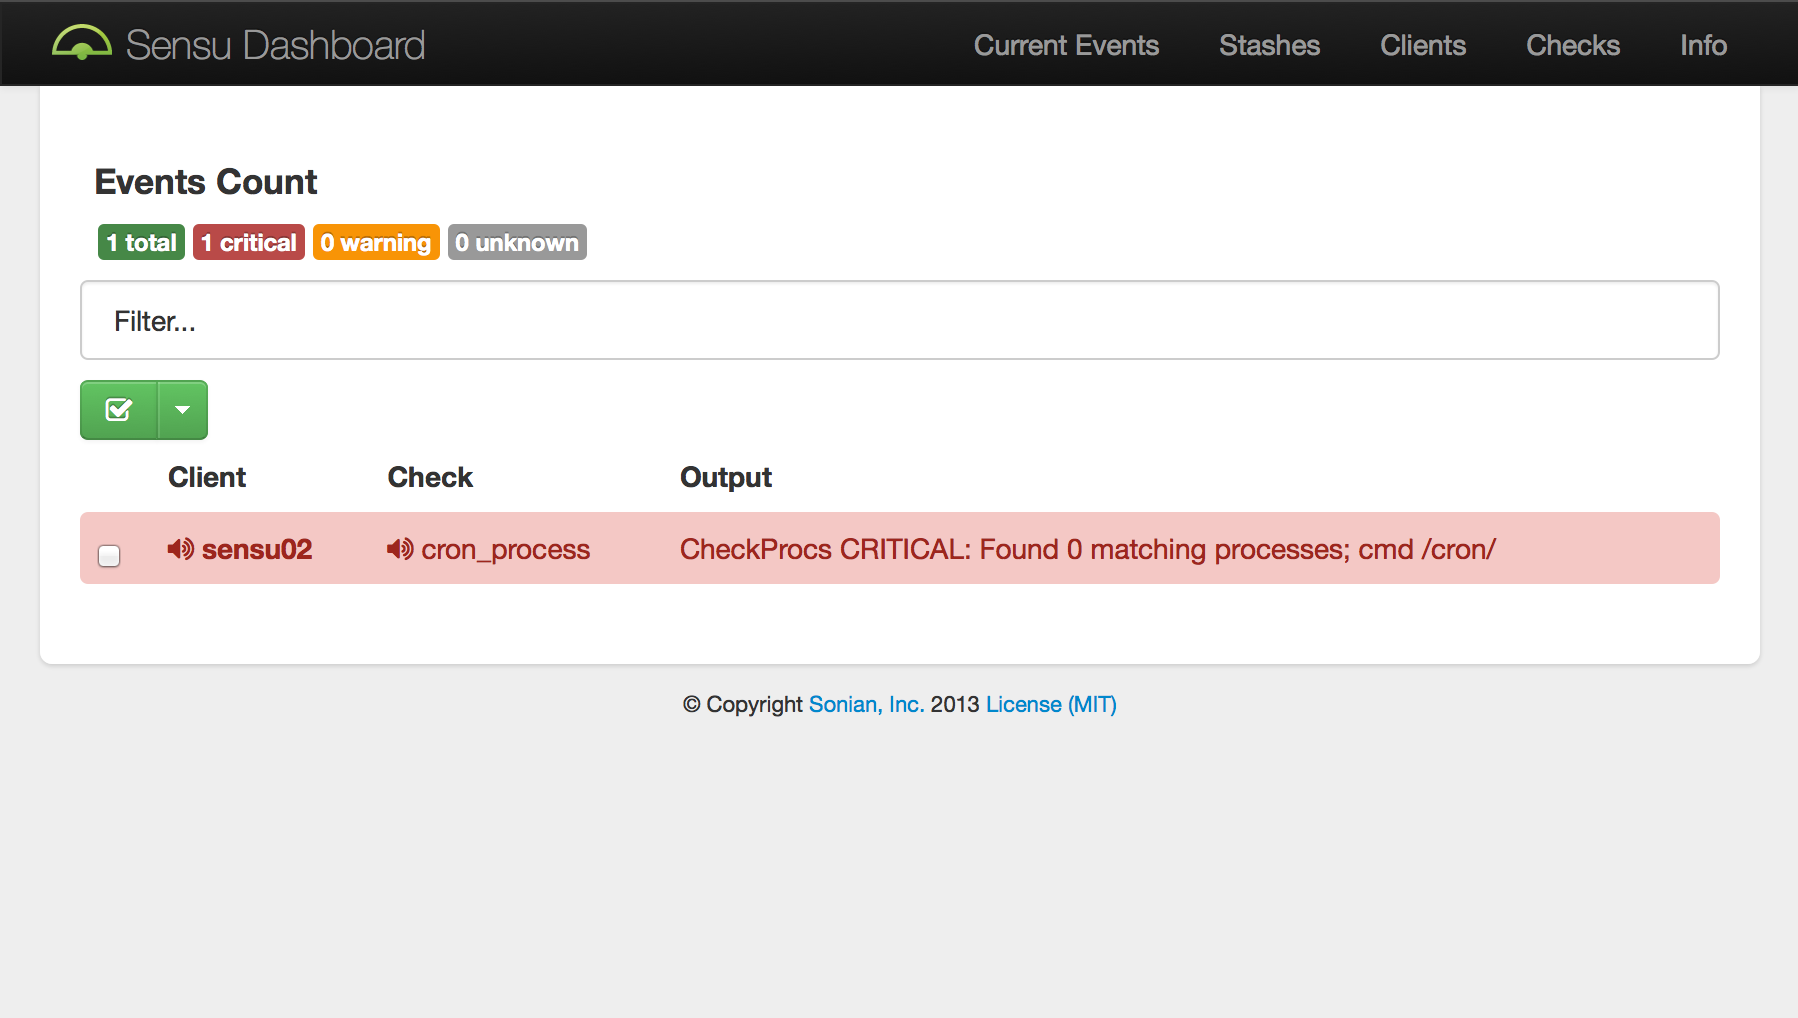 Sensu Dashboard Current Events Stashes Clients Checks Info
Events Count
1 total 1 critical 0 warning 0 unknown
Filter...
Client Check Output
sensu02 cron_process CheckProcs CRITICAL: Found 0 matching processes; cmd /cron/
© Copyright Sonian, Inc. 2013 License (MIT)